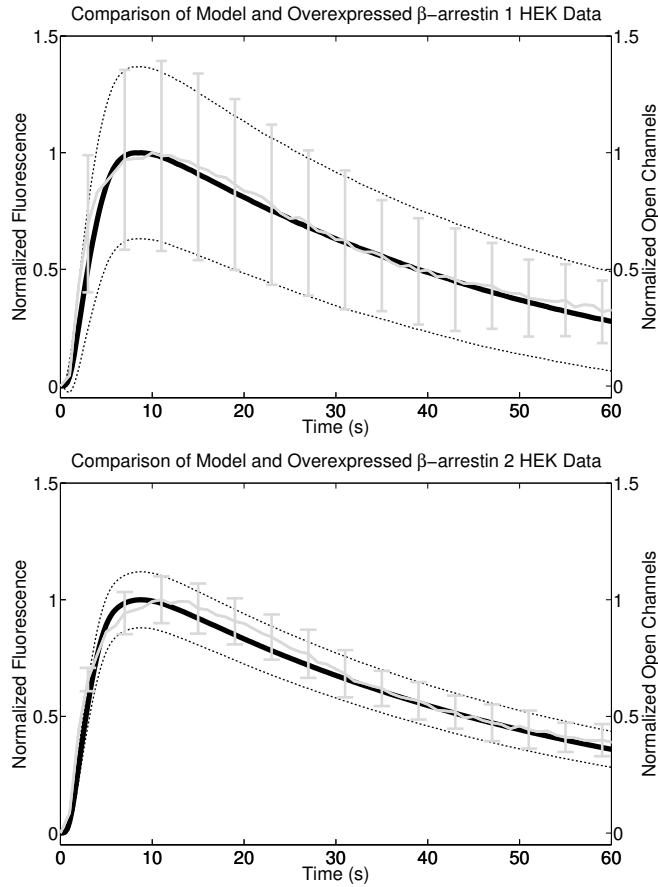 Comparison of Model and Overexpressed β−arrestin 1 HEK Data
1.5
1.5
1
1
0.5
0.5
0
0
Normalized Fluorescence
Normalized Open Channels
0 10 20 30 40 50 60
Time (s)
Comparison of Model and Overexpressed β−arrestin 2 HEK Data
1.5
1.5
1
1
0.5
0.5
0
0
Normalized Fluorescence
Normalized Open Channels
0 10 20 30 40 50 60
Time (s)